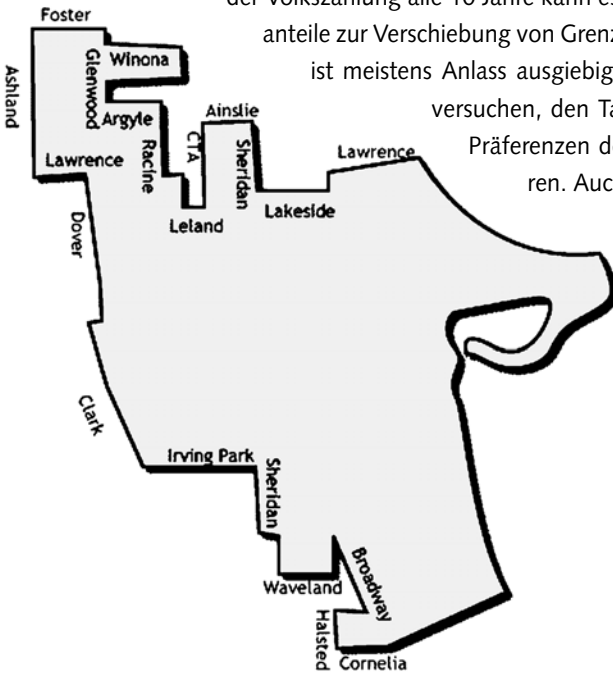 der Volkszählung alle 10 Jahre kann es
anteile zur Verschiebung von Grenz
ist meistens Anlass ausgiebig
versuchen, den Ta
Präferenzen de
ren. Auc
Foster
Ashland
Glenwood
Winona
Argyle
Racine
CTA
Ainslie
Sheridan
Lawrence
Lawrence
Lakeside
Leland
Dover
Clark
Irving Park
Sheridan
Waveland
Broadway
Halsted
Cornelia